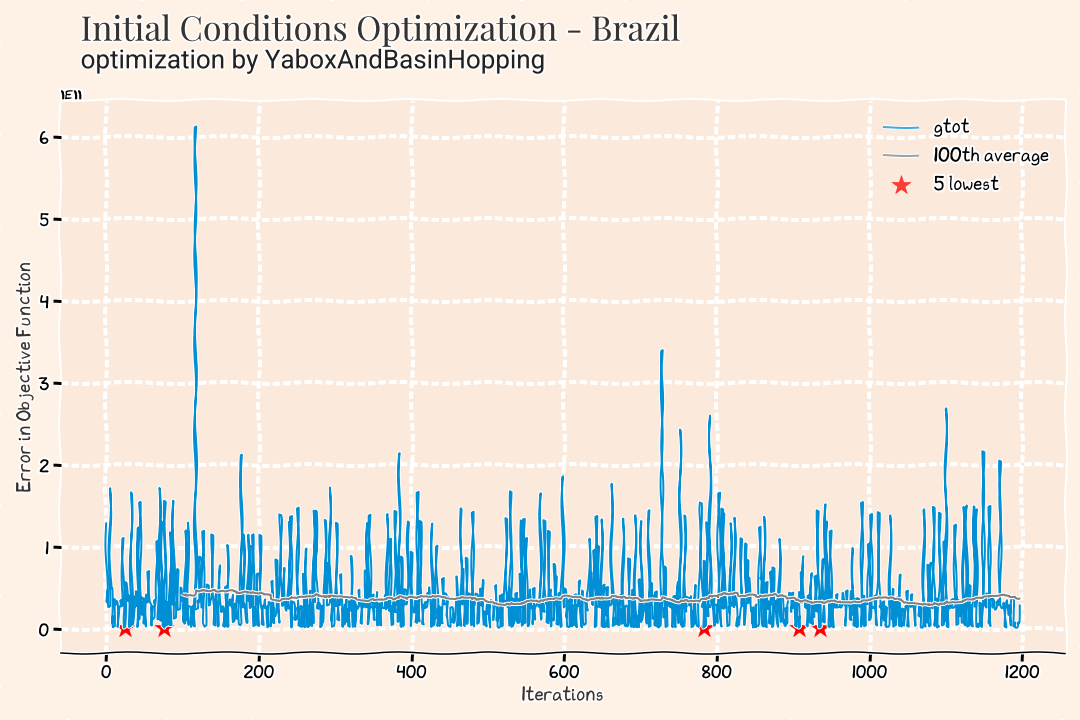 Initial Conditions Optimization - Brazil
optimization by YaboxAndBasinHopping
1E11
gtot
100th average
5 lowest
6
5
4
3
2
1
0
Error in Objective Function
0 200 400 600 800 1000 1200
Iterations